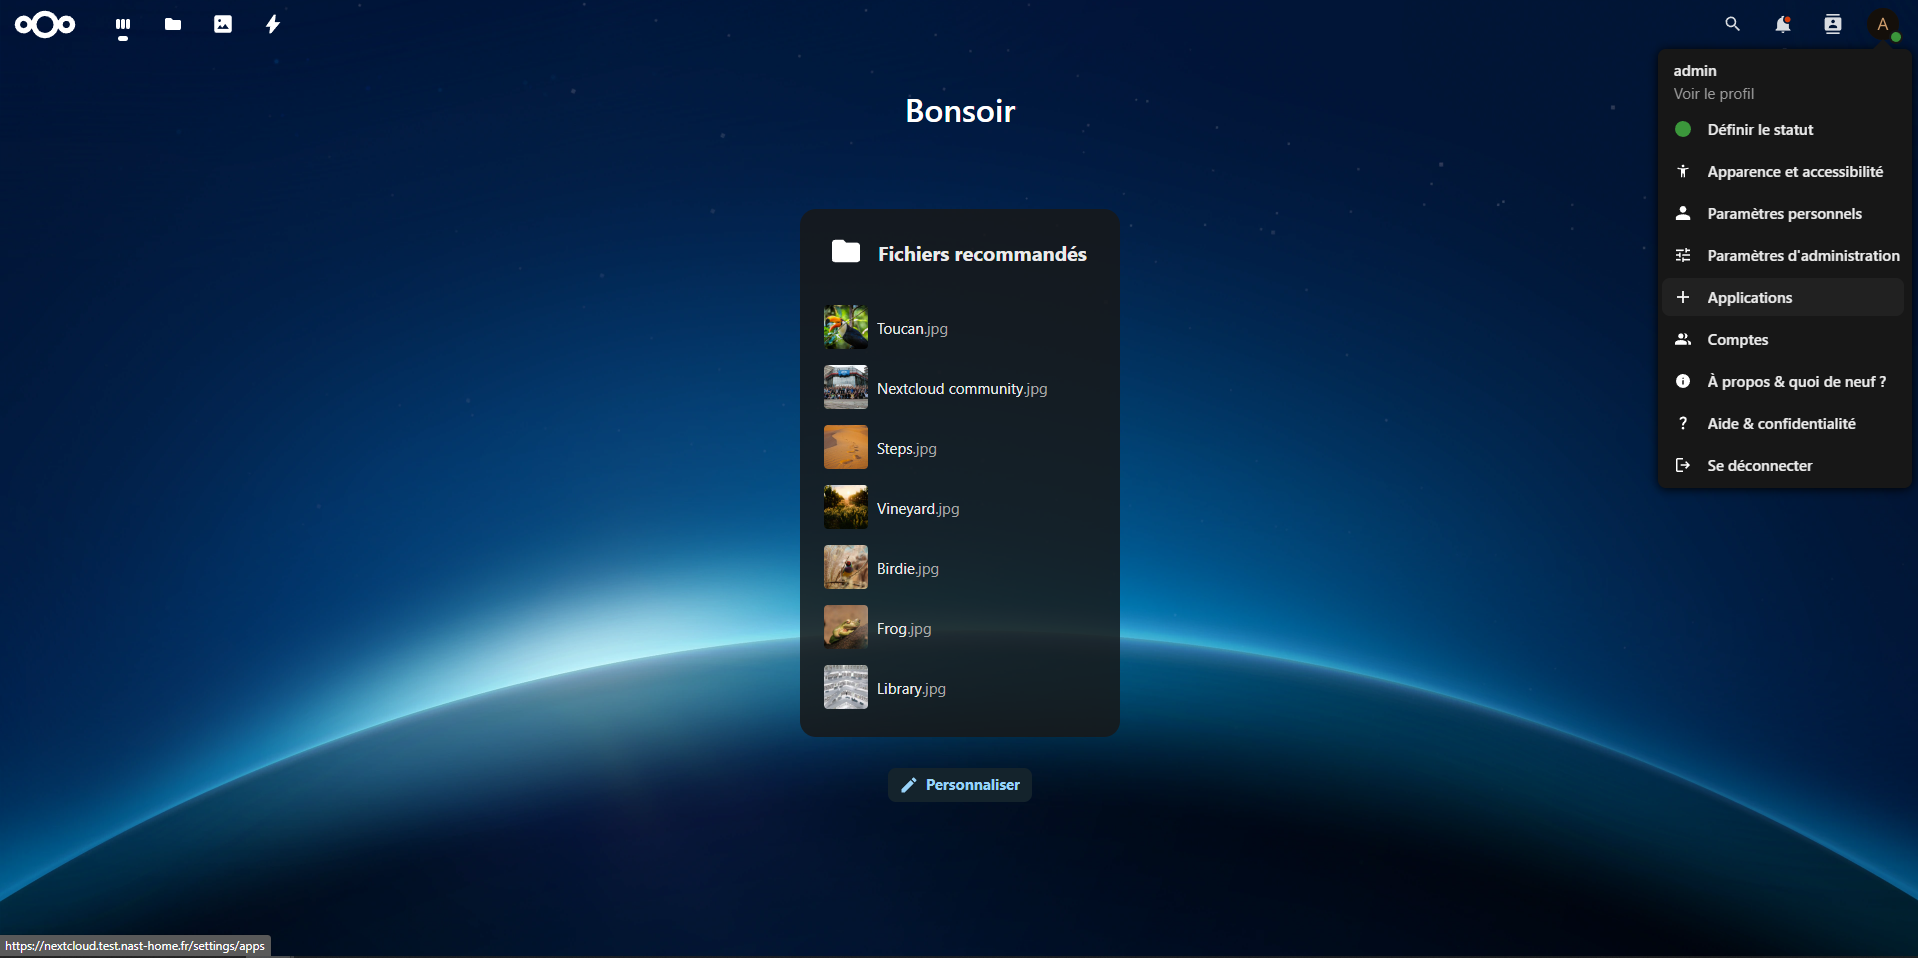 A
admin
Voir le profil
Définir le statut
Apparence et accessibilité
Paramètres personnels
Paramètres d'administration
Applications
Comptes
À propos & quoi de neuf ?
Aide & confidentialité
Se déconnecter
Bonsoir
Fichiers recommandés
Toucan.jpg
Nextcloud community.jpg
Steps.jpg
Vineyard.jpg
Birdie.jpg
Frog.jpg
Library.jpg
Personnaliser
https://nextcloud.test.nast-home.fr/settings/apps